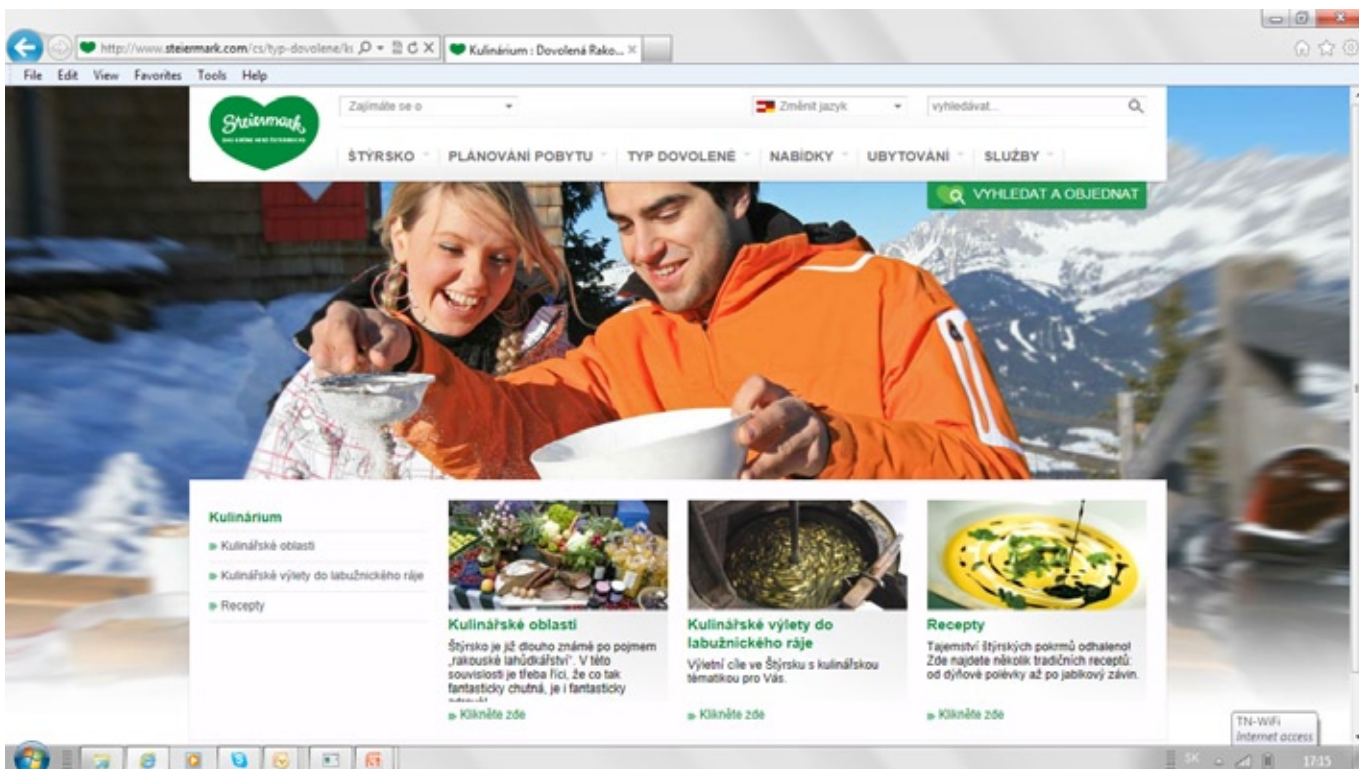 http://www.steiermark.com/cs/typ-dovolene/k
Kulinárium : Dovolená Rako...
File Edit View Favorites Tools Help
Zajímáte se o
Změnit jazyk
vyhledávat...
Steiermark
ŠTÝRSKO
PLÁNOVÁNÍ POBYTU
TYP DOVOLENÉ
NABÍDKY
UBYTOVÁNÍ
SLUŽBY
VYHLEDAT A OBJEDNAT
Kulinárium
Kulinářské oblasti
Kulinářské výlety do labužnického ráje
Recepty
Kulinářské oblasti
Štýrsko je již dlouho známé po pojmem
„rakouské lahůdkářství“. V této
souvislosti je třeba říci, že co tak
fantasticky chutná, je i fantasticky
Klikněte zde
Kulinářské výlety do
labužnického ráje
Výletní cíle ve Štýrsku s kulinářskou
tématikou pro Vás.
Klikněte zde
Recepty
Tajemství štýrských pokrmů odhaleno!
Zde najdete několik tradičních receptů:
od dýňové polévky až po jablkový závin.
Klikněte zde
TN-WiFi
Internet access
SK
17:15